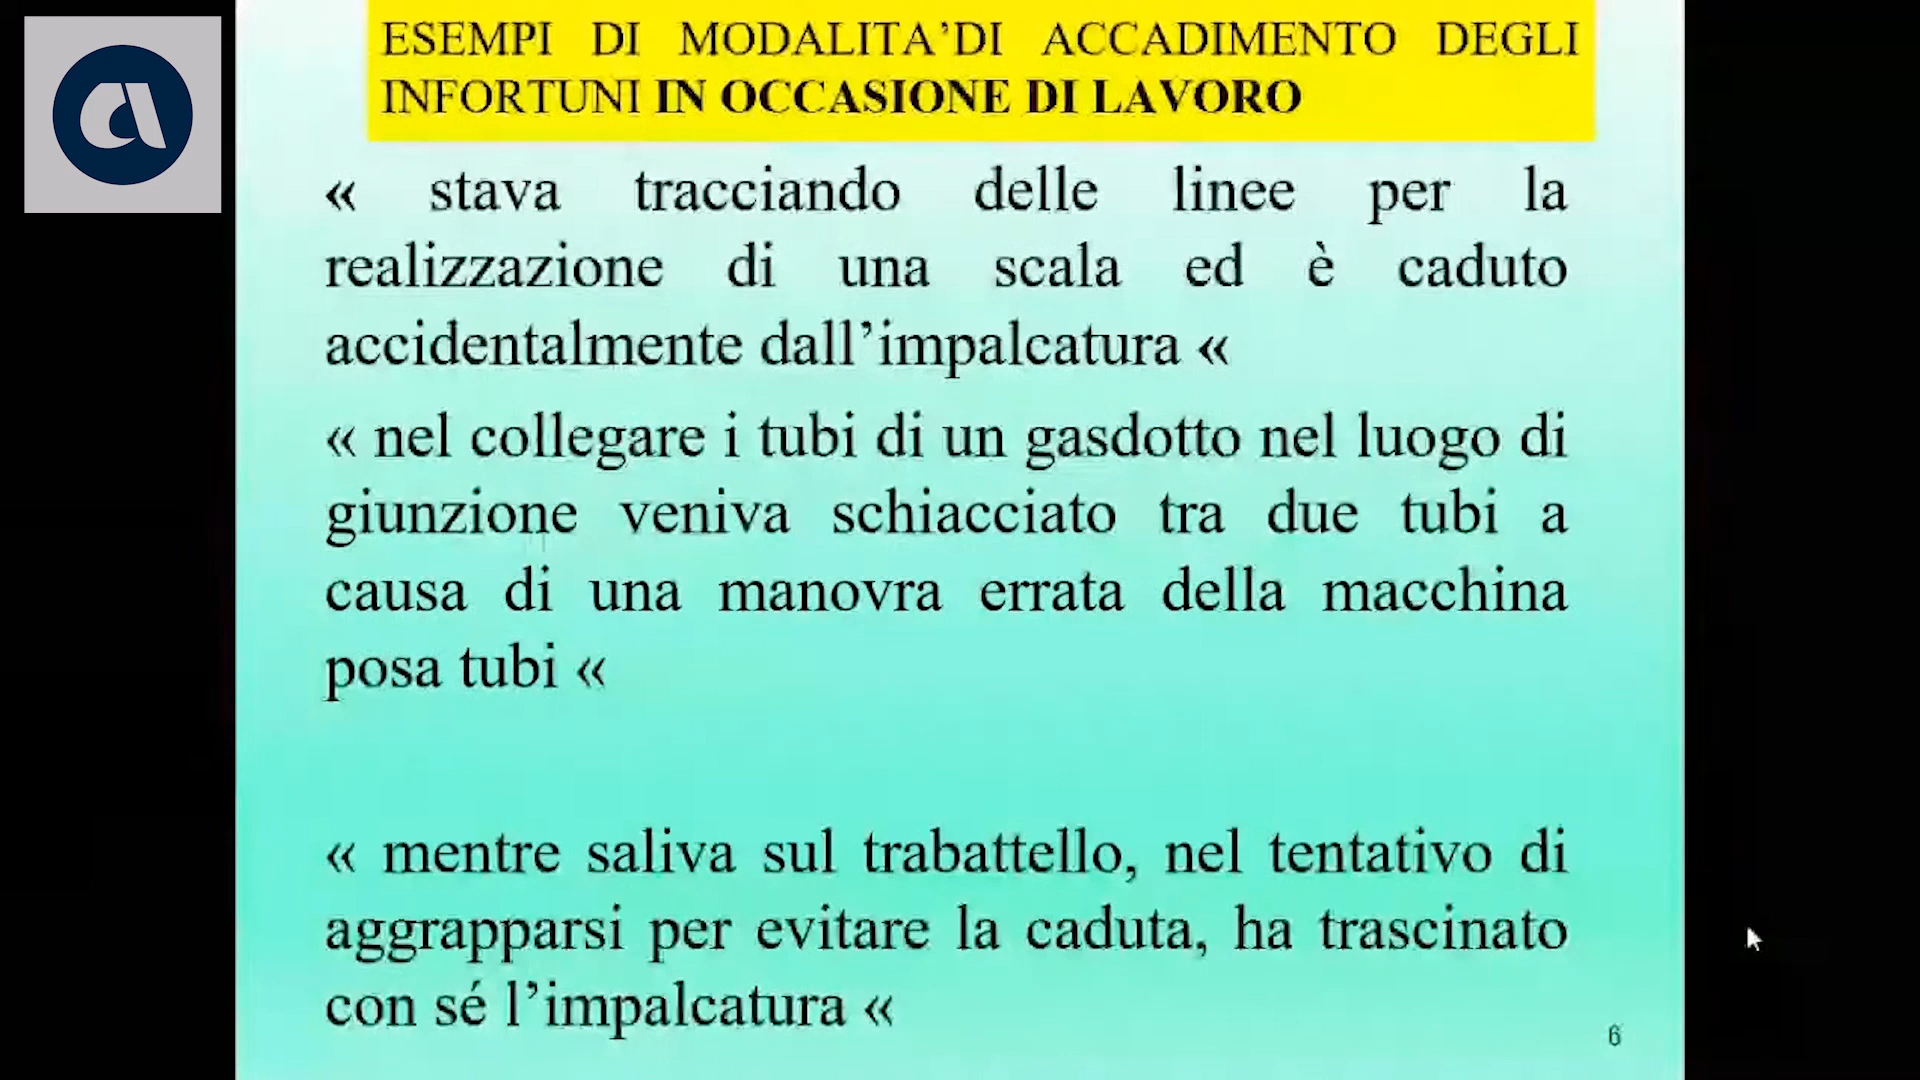 ESEMPI DI MODALITA’DI ACCADIMENTO DEGLI
INFORTUNI IN OCCASIONE DI LAVORO
« stava tracciando delle linee per la
realizzazione di una scala ed è caduto
accidentalmente dall’impalcatura «
« nel collegare i tubi di un gasdotto nel luogo di
giunzione veniva schiacciato tra due tubi a
causa di una manovra errata della macchina
posa tubi «
« mentre saliva sul trabattello, nel tentativo di
aggrapparsi per evitare la caduta, ha trascinato
con sé l’impalcatura «
6